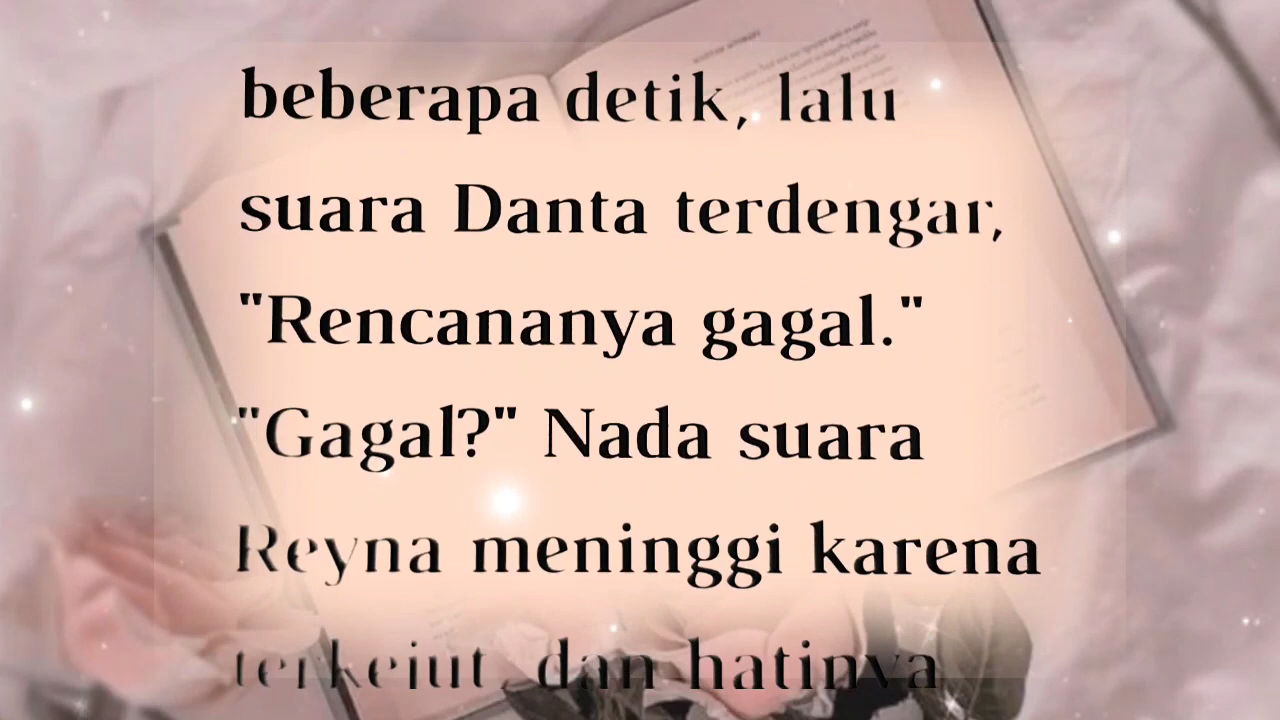 beberapa detik, lalu
suara Danta terdengar,
"Rencananya gagal."
"Gagal?" Nada suara
Reyna meninggi karena
terkejut, dan hatinya